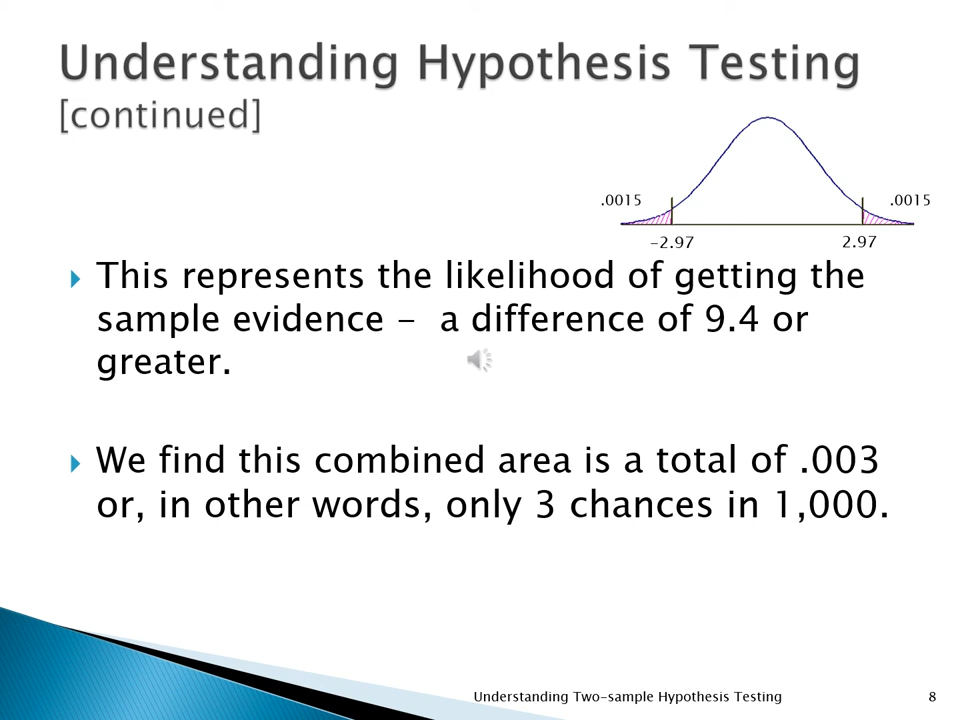 Understanding Hypothesis Testing
[continued]
.0015
.0015
-2.97
2.97
This represents the likelihood of getting the
sample evidence - a difference of 9.4 or
greater.
We find this combined area is a total of .003
or, in other words, only 3 chances in 1,000.
Understanding Two-sample Hypothesis Testing
8